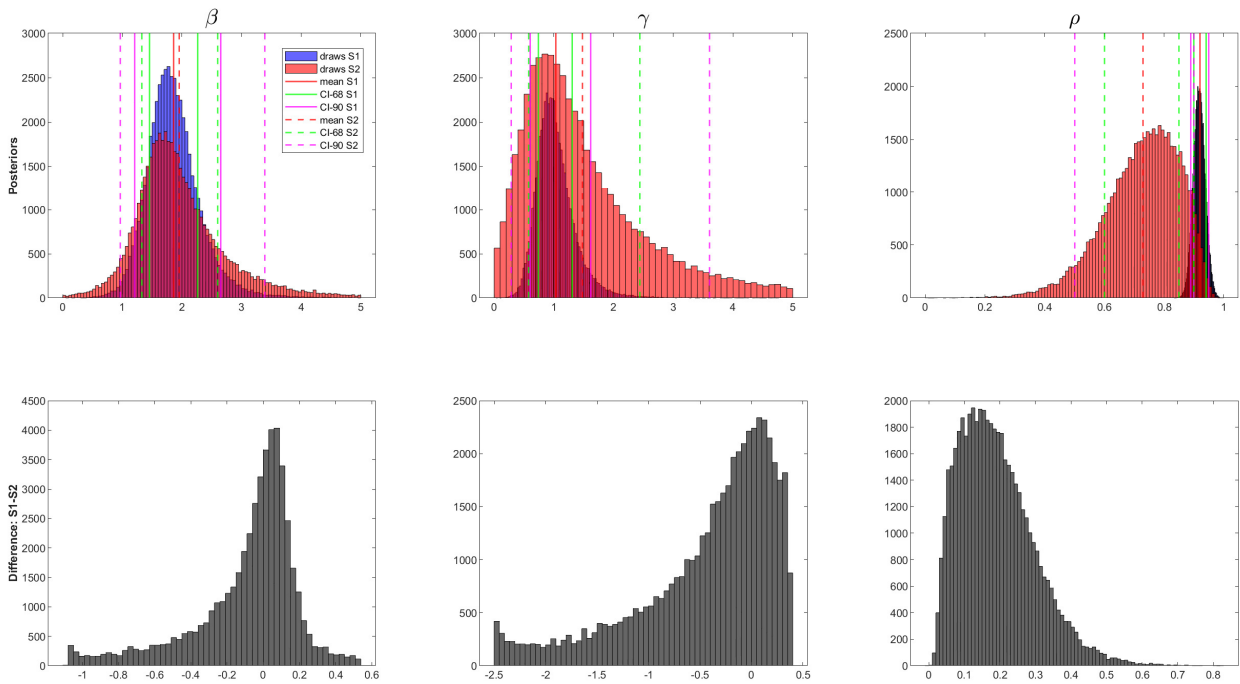 β
γ
ρ
3000
2500
2000
1500
1000
500
0
Posteriors
0 1 2 3 4 5
draws S1
draws S2
mean S1
CI-68 S1
CI-90 S1
mean S2
CI-68 S2
CI-90 S2
3000
2500
2000
1500
1000
500
0
0 1 2 3 4 5
2500
2000
1500
1000
500
0
0 0.2 0.4 0.6 0.8 1
4500
4000
3500
3000
2500
2000
1500
1000
500
0
Difference: S1-S2
-1 -0.8 -0.6 -0.4 -0.2 0 0.2 0.4 0.6
2500
2000
1500
1000
500
0
-2.5 -2 -1.5 -1 -0.5 0 0.5
2000
1800
1600
1400
1200
1000
800
600
400
200
0
0 0.1 0.2 0.3 0.4 0.5 0.6 0.7 0.8